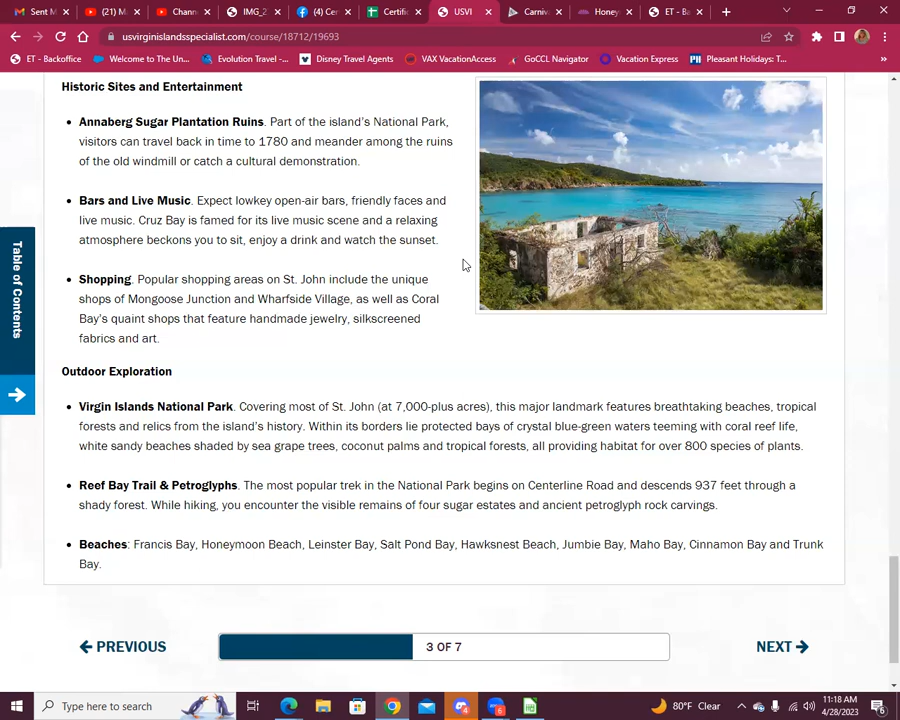 Sent M
(21) M
Chann
IMG_2
(4) Cer
Certific
USVI
Carniv
Honey
ET - Ba
usvirginislandsspecialist.com/course/18712/19693
ET - Backoffice
Welcome to The Un...
Evolution Travel -...
Disney Travel Agents
VAX VacationAccess
GoCCL Navigator
Vacation Express
Pleasant Holidays: T...
Historic Sites and Entertainment
Annaberg Sugar Plantation Ruins. Part of the island's National Park,
visitors can travel back in time to 1780 and meander among the ruins
of the old windmill or catch a cultural demonstration.
Bars and Live Music. Expect lowkey open-air bars, friendly faces and
live music. Cruz Bay is famed for its live music scene and a relaxing
atmosphere beckons you to sit, enjoy a drink and watch the sunset.
Table of Contents
Shopping. Popular shopping areas on St. John include the unique
shops of Mongoose Junction and Wharfside Village, as well as Coral
Bay's quaint shops that feature handmade jewelry, silkscreened
fabrics and art.
Outdoor Exploration
Virgin Islands National Park. Covering most of St. John (at 7,000-plus acres), this major landmark features breathtaking beaches, tropical
forests and relics from the island's history. Within its borders lie protected bays of crystal blue-green waters teeming with coral reef life,
white sandy beaches shaded by sea grape trees, coconut palms and tropical forests, all providing habitat for over 800 species of plants.
Reef Bay Trail & Petroglyphs. The most popular trek in the National Park begins on Centerline Road and descends 937 feet through a
shady forest. While hiking, you encounter the visible remains of four sugar estates and ancient petroglyph rock carvings.
Beaches: Francis Bay, Honeymoon Beach, Leinster Bay, Salt Pond Bay, Hawksnest Beach, Jumbie Bay, Maho Bay, Cinnamon Bay and Trunk
Bay.
PREVIOUS
3 OF 7
NEXT
Type here to search
80°F Clear
11:18 AM
4/28/2023
6